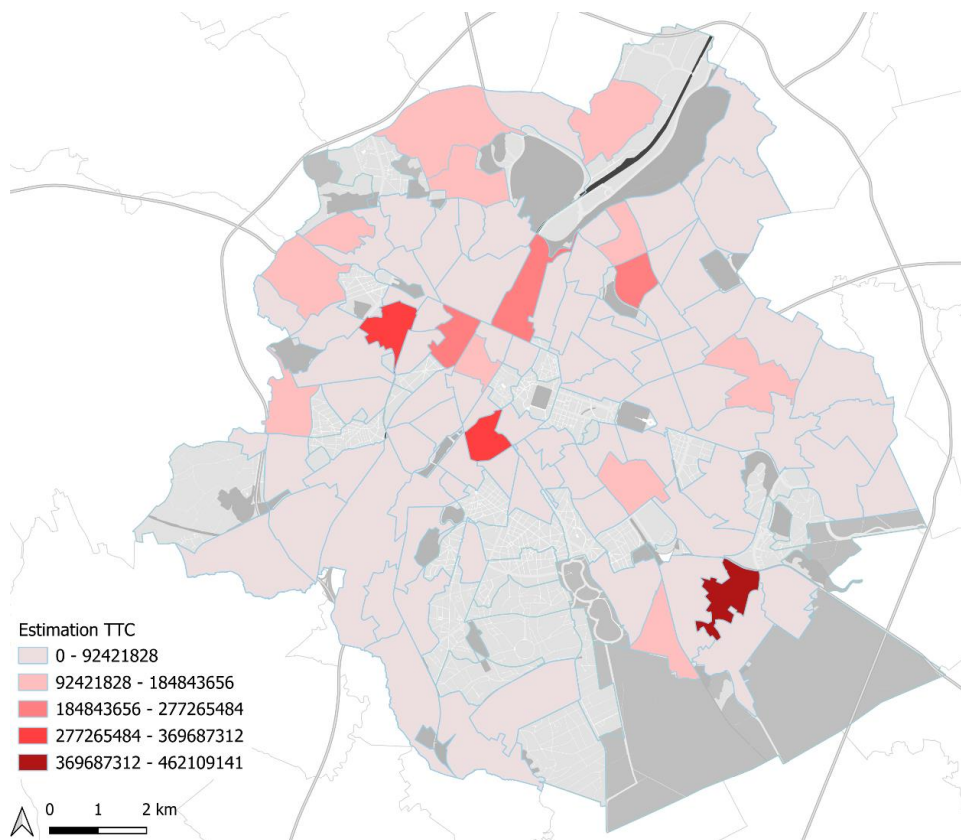 Estimation TTC
0 - 92421828
92421828 - 184843656
184843656 - 277265484
277265484 - 369687312
369687312 - 462109141
0 1 2 km